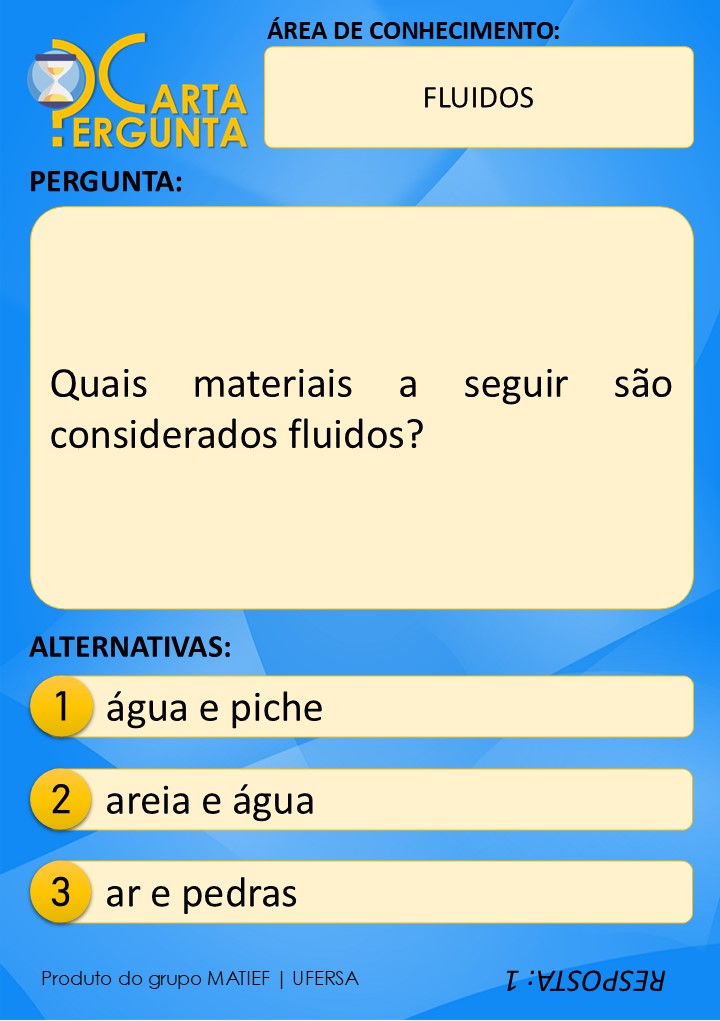 ÁREA DE CONHECIMENTO:
CARTA
PERGUNTA
FLUIDOS
PERGUNTA:
Quais materiais a seguir são
considerados fluidos?
ALTERNATIVAS:
1 água e piche
2 areia e água
3 ar e pedras
Produto do grupo MATIEF | UFERSA
RESPOSTA: 1